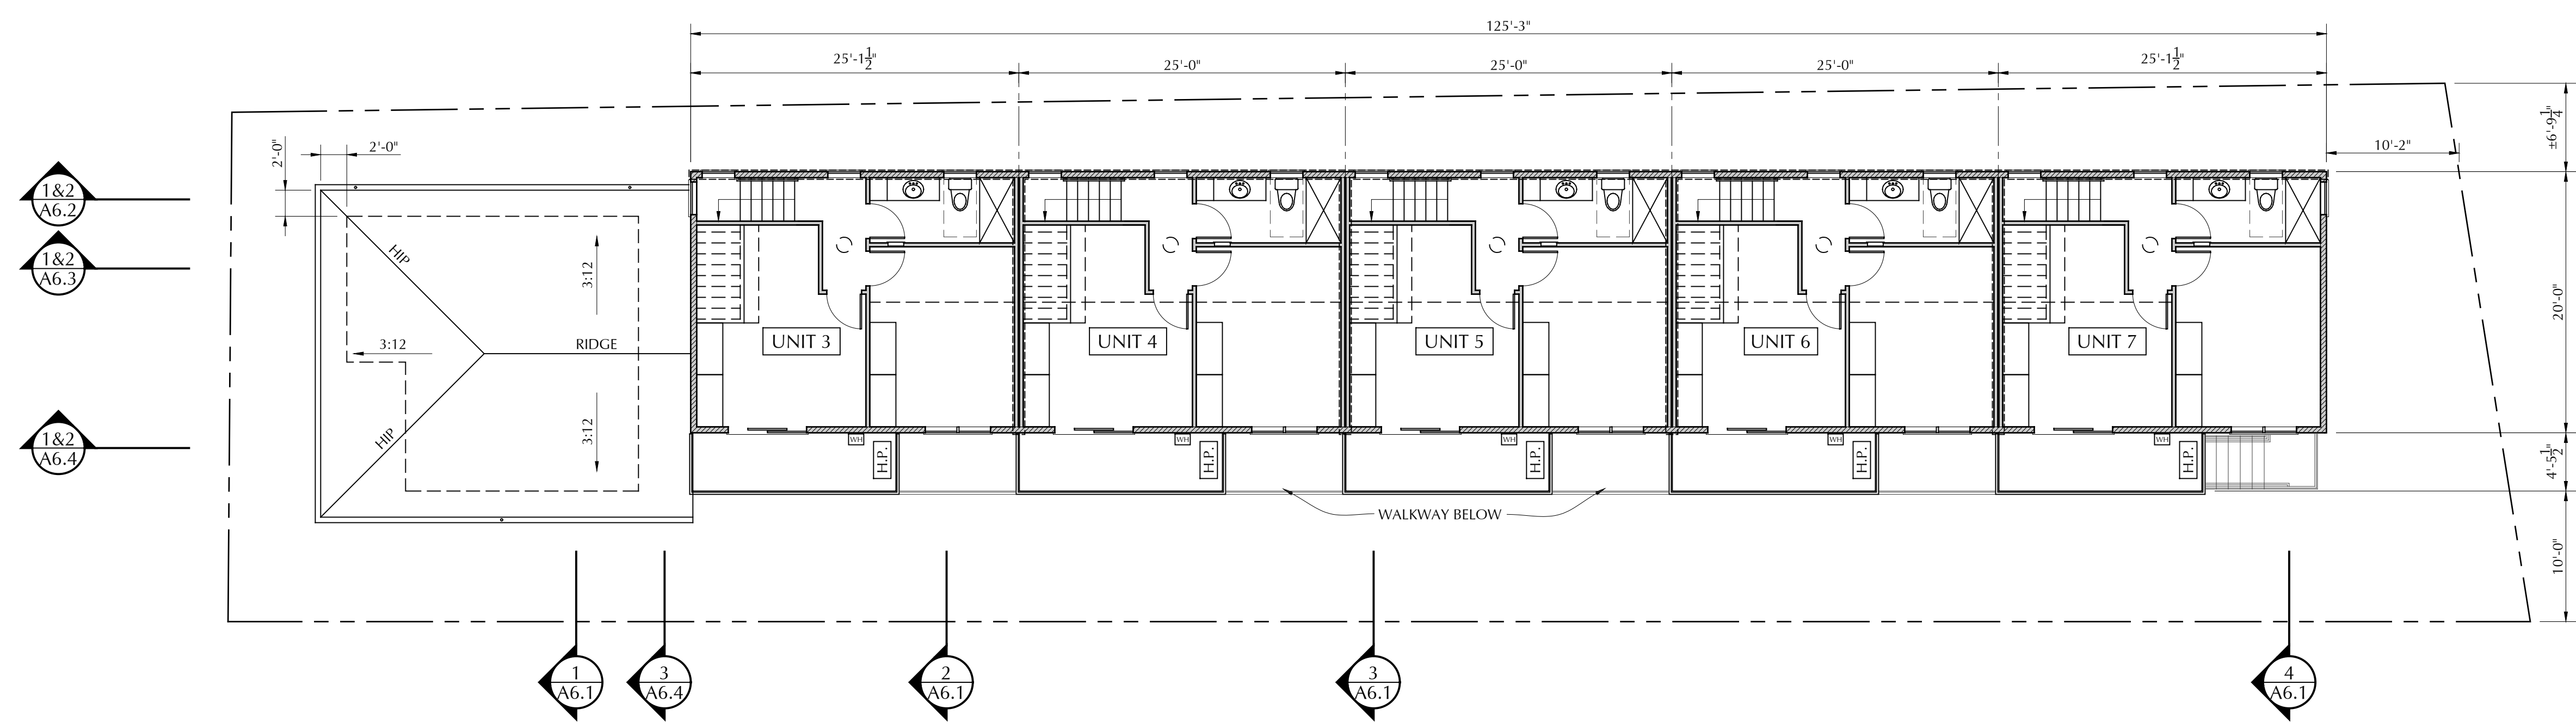 125'-3"
25'-1 1/2"
25'-0"
25'-0"
25'-0"
25'-1 1/2"
±6'-9 1/4"
2'-0"
2'-0"
10'-2"
1&2
A6.2
1&2
A6.3
HIP
3:12
20'-0"
UNIT 3
UNIT 4
UNIT 5
UNIT 6
UNIT 7
3:12
RIDGE
1&2
A6.4
HIP
3:12
WH
H.P.
WH
H.P.
WH
H.P.
WH
H.P.
WH
H.P.
4'-5 1/2"
WALKWAY BELOW
10'-0"
1
A6.1
3
A6.4
2
A6.1
3
A6.1
4
A6.1